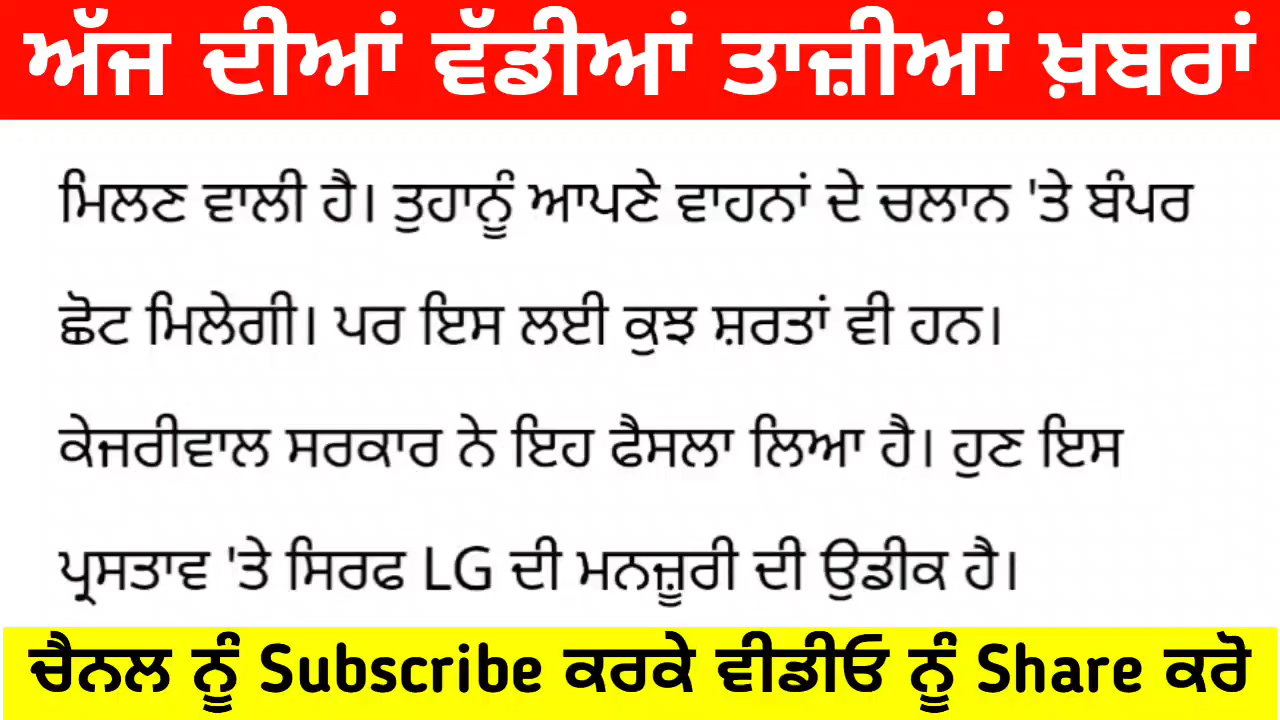 ਅੱਜ ਦੀਆਂ ਵੱਡੀਆਂ ਤਾਜ਼ੀਆਂ ਖ਼ਬਰਾਂ
ਮਿਲਣ ਵਾਲੀ ਹੈ। ਤੁਹਾਨੂੰ ਆਪਣੇ ਵਾਹਨਾਂ ਦੇ ਚਲਾਨ 'ਤੇ ਬੰਪਰ
ਛੋਟ ਮਿਲੇਗੀ। ਪਰ ਇਸ ਲਈ ਕੁਝ ਸ਼ਰਤਾਂ ਵੀ ਹਨ।
ਕੇਜਰੀਵਾਲ ਸਰਕਾਰ ਨੇ ਇਹ ਫੈਸਲਾ ਲਿਆ ਹੈ। ਹੁਣ ਇਸ
ਪ੍ਰਸਤਾਵ 'ਤੇ ਸਿਰਫ LG ਦੀ ਮਨਜ਼ੂਰੀ ਦੀ ਉਡੀਕ ਹੈ।
ਚੈਨਲ ਨੂੰ Subscribe ਕਰਕੇ ਵੀਡੀਓ ਨੂੰ Share ਕਰੋ